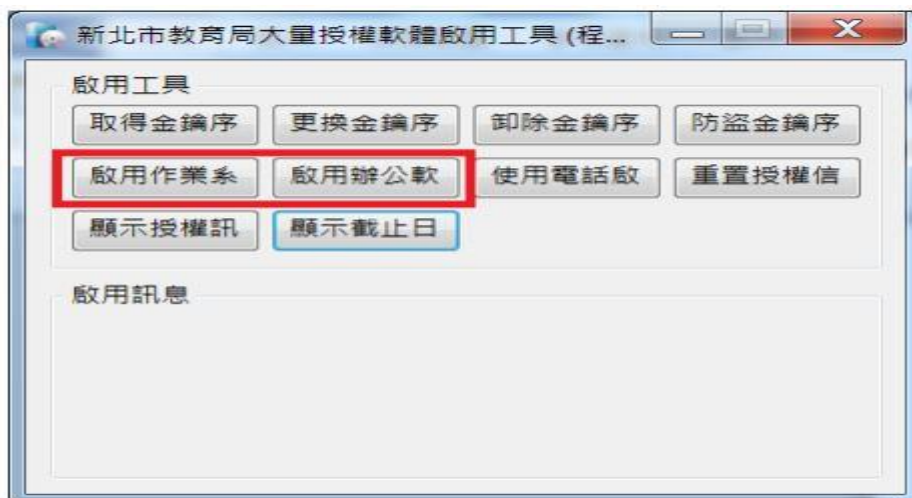 新北市教育局大量授權軟體啟用工具 (程...
啟用工具
取得金鑰序 更換金鑰序 卸除金鑰序 防盜金鑰序
啟用作業系 啟用辦公軟 使用電話啟 重置授權信
顯示授權訊 顯示截止日
啟用訊息